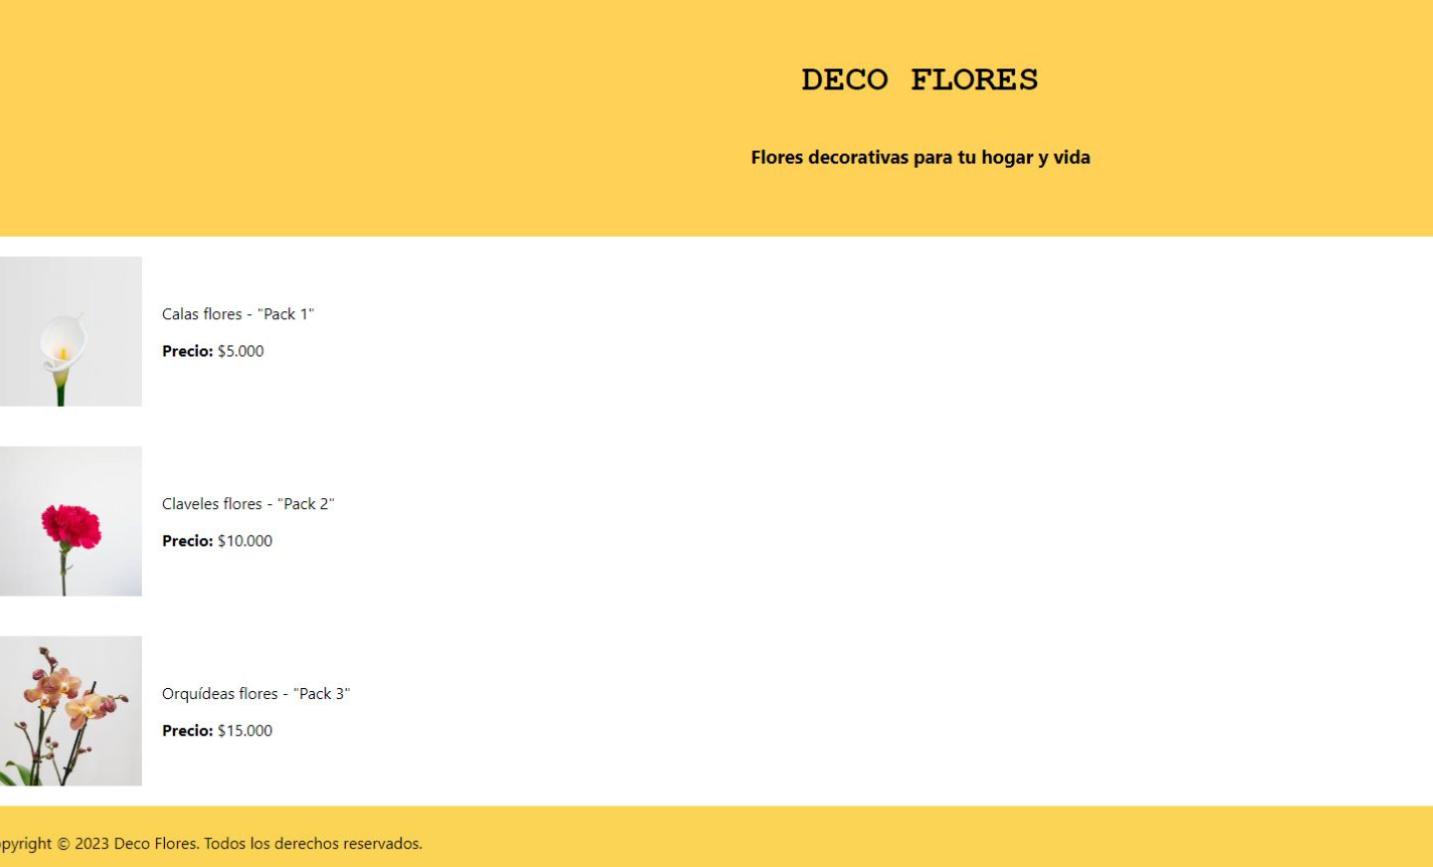 DECO FLORES
Flores decorativas para tu hogar y vida
Calas flores - "Pack 1"
Precio: $5.000
Claveles flores - "Pack 2"
Precio: $10.000
Orquídeas flores - "Pack 3"
Precio: $15.000
opyright © 2023 Deco Flores. Todos los derechos reservados.